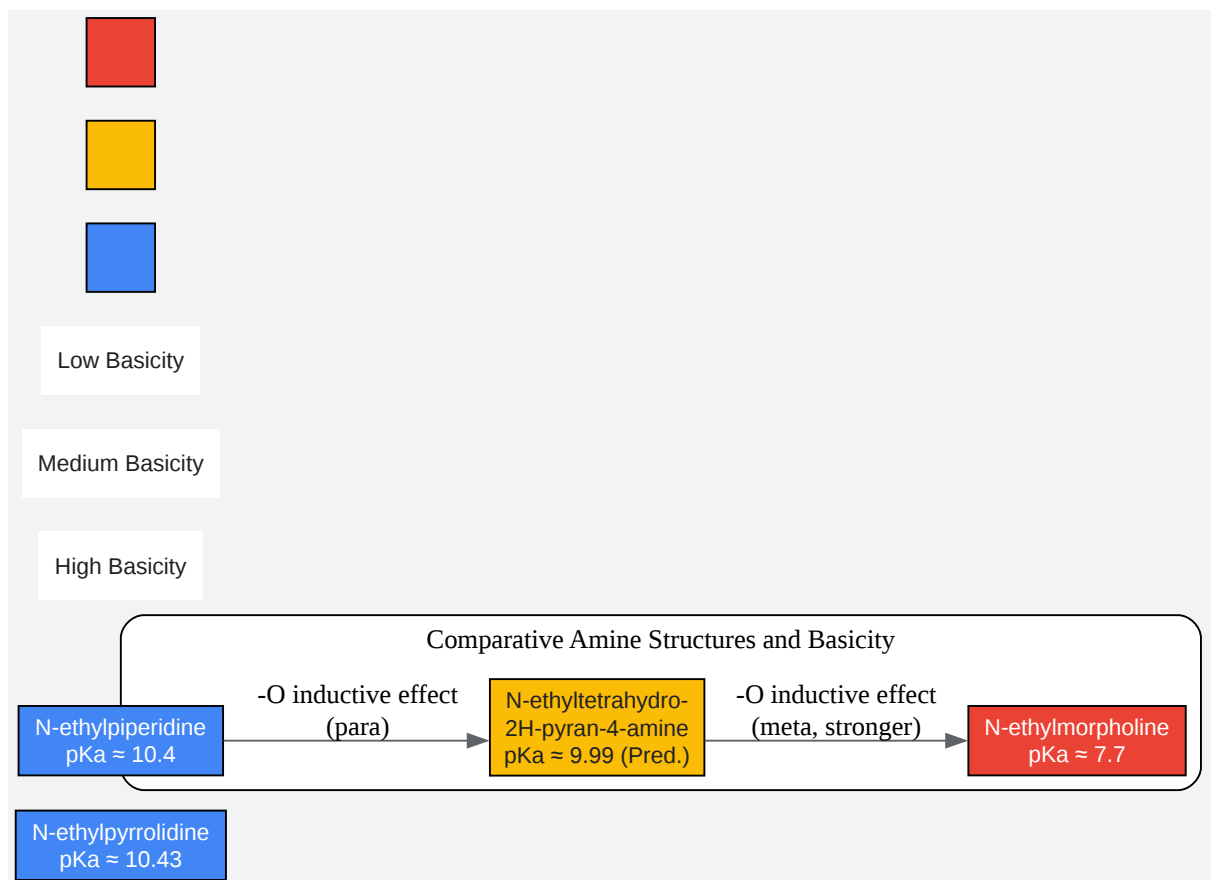 Low Basicity
Medium Basicity
High Basicity
Comparative Amine Structures and Basicity
-O inductive effect
(para)
-O inductive effect
(meta, stronger)
N-ethylpiperidine
pKa ≈ 10.4
N-ethyltetrahydro-
2H-pyran-4-amine
pKa ≈ 9.99 (Pred.)
N-ethylmorpholine
pKa ≈ 7.7
N-ethylpyrrolidine
pKa ≈ 10.43